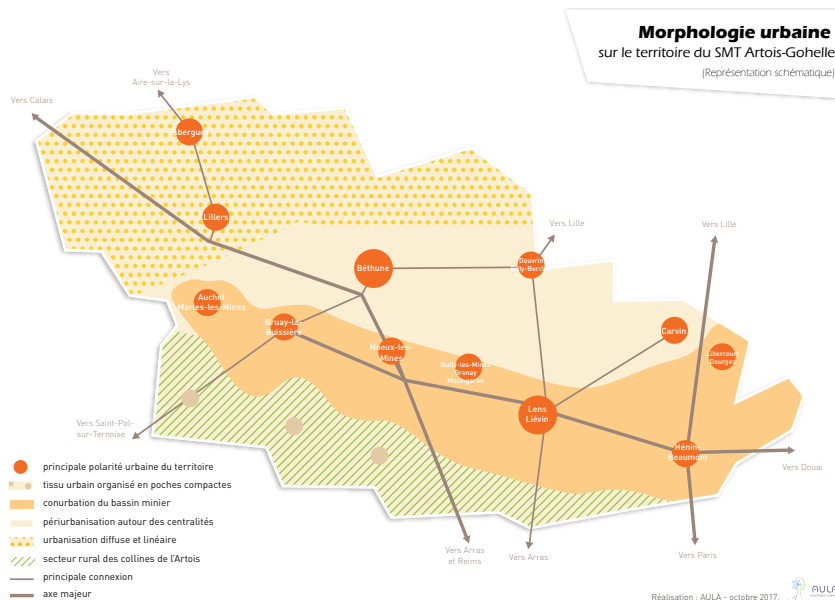 Morphologie urbaine
sur le territoire du SMT Artois-Gohelle
(Représentation schématique)
Vers
Aire-sur-la-Lys
Vers Calais
Isbergues
Lillers
Vers Lille
Vers Lille
Béthune
Douvrin
Billy-Berclau
Auchel
Marles-les-Mines
Bruay-la-
Buissière
Carvin
Noeux-les-
Mines
Libercourt
Dourges
Bully-les-Mines
Grenay
Mazingarbe
Lens
Liévin
Vers Saint-Pol-
sur-Ternoise
Hénin-
Beaumont
Vers Douai
principale polarité urbaine du territoire
tissu urbain organisé en poches compactes
conurbation du bassin minier
périurbanisation autour des centralités
urbanisation diffuse et linéaire
secteur rural des collines de l'Artois
principale connexion
axe majeur
Vers Arras
et Reims
Vers Arras
Vers Paris
Réalisation : AULA - octobre 2017.
AULA